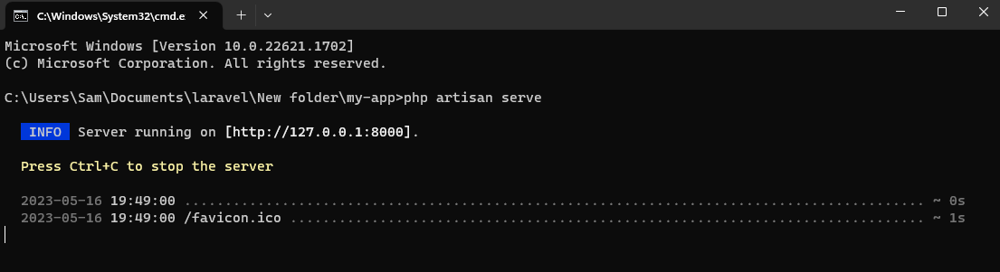 C:\Windows\System32\cmd.e
Microsoft Windows [Version 10.0.22621.1702]
(c) Microsoft Corporation. All rights reserved.
C:\Users\Sam\Documents\laravel\New folder\my-app>php artisan serve
INFO Server running on [http://127.0.0.1:8000].
Press Ctrl+C to stop the server
2023-05-16 19:49:00 ........................................................................................... ~ 0s
2023-05-16 19:49:00 /favicon.ico .............................................................................. ~ 1s